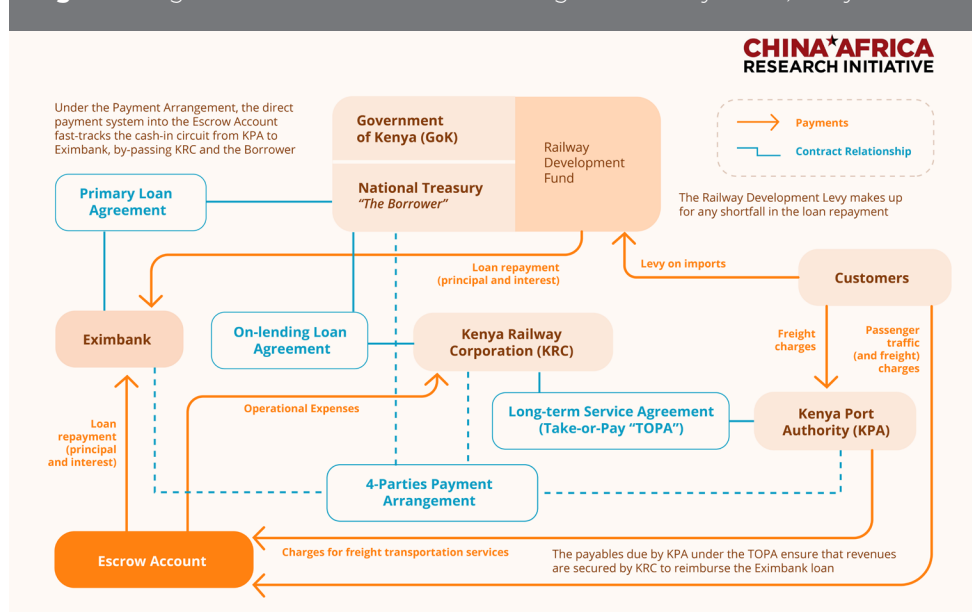 CHINA★AFRICA
RESEARCH INITIATIVE
Under the Payment Arrangement, the direct
payment system into the Escrow Account
fast-tracks the cash-in circuit from KPA to
Eximbank, by-passing KRC and the Borrower
Government
of Kenya (GoK)
National Treasury
“The Borrower”
Railway
Development
Fund
Payments
Contract Relationship
The Railway Development Levy makes up
for any shortfall in the loan repayment
Primary Loan
Agreement
Loan repayment
(principal and interest)
Levy on imports
Customers
Eximbank
On-lending Loan
Agreement
Kenya Railway
Corporation (KRC)
Freight
charges
Passenger
traffic
(and freight)
charges
Operational Expenses
Long-term Service Agreement
(Take-or-Pay “TOPA”)
Kenya Port
Authority (KPA)
Loan
repayment
(principal
and interest)
4-Parties Payment
Arrangement
Escrow Account
Charges for freight transportation services
The payables due by KPA under the TOPA ensure that revenues
are secured by KRC to reimburse the Eximbank loan